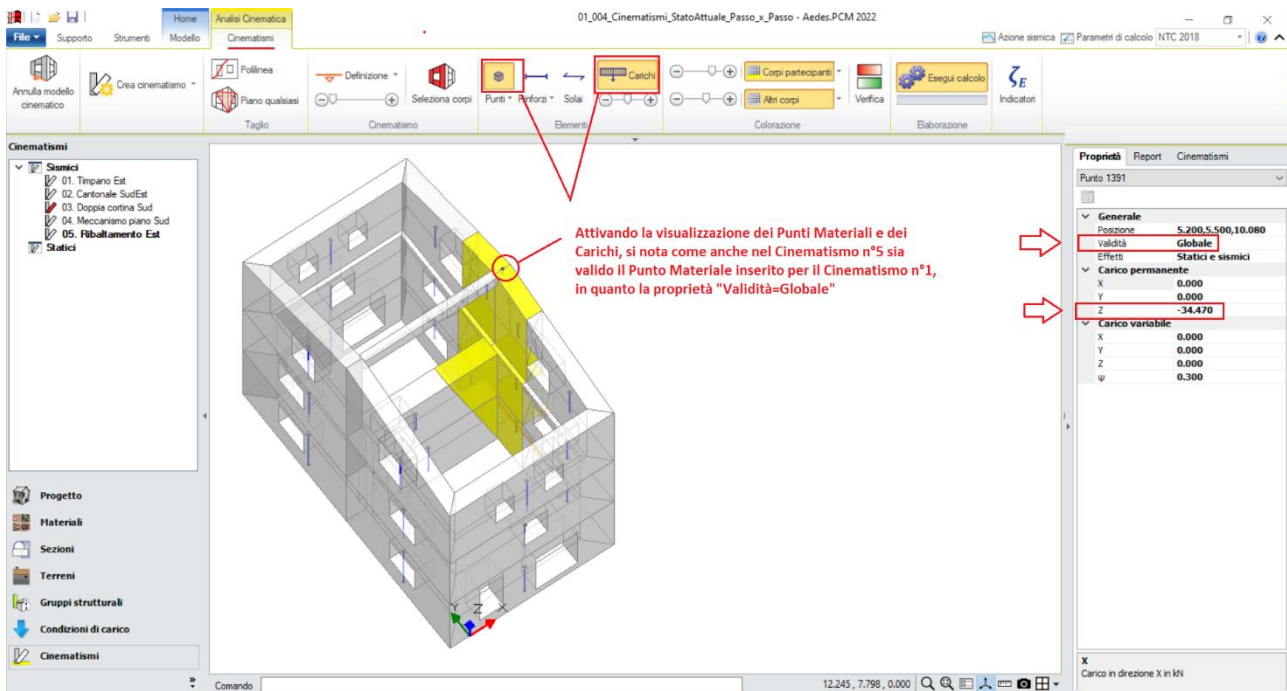 01_004_Cinematismi_StatoAttuale_Passo_x_Passo - Aedes.PCM 2022
Home
Analisi Cinematica
File
Supporto
Strumenti
Modello
Cinematismi
Azione sismica
Parametri di calcolo
NTC 2018
Annulla modello cinematico
Crea cinematismo
Polilinea
Piano qualsiasi
Taglio
Definizione
Seleziona corpi
Cinematismo
Punti
Rinforzi
Solai
Carichi
Elementi
Corpi partecipanti
Altri corpi
Verifica
Colorazione
Esegui calcolo
Elaborazione
ζE
Indicatori
Cinematismi
Sismici
01. Timpano Est
02. Cantonale SudEst
03. Doppia cortina Sud
04. Meccanismo piano Sud
05. Ribaltamento Est
Statici
Progetto
Materiali
Sezioni
Terreni
Gruppi strutturali
Condizioni di carico
Cinematismi
Attivando la visualizzazione dei Punti Materiali e dei
Carichi, si nota come anche nel Cinematismo n°5 sia
valido il Punto Materiale inserito per il Cinematismo n°1,
in quanto la proprietà "Validità=Globale"
Y Z X
Comando
12.245 , 7.798 , 0.000
Proprietà Report Cinematismi
Punto 1391
Generale
Posizione 5.200,5.500,10.080
Validità Globale
Effetti Statici e sismici
Carico permanente
X 0.000
Y 0.000
Z -34.470
Carico variabile
X 0.000
Y 0.000
Z 0.000
ψ 0.300
X
Carico in direzione X in kN